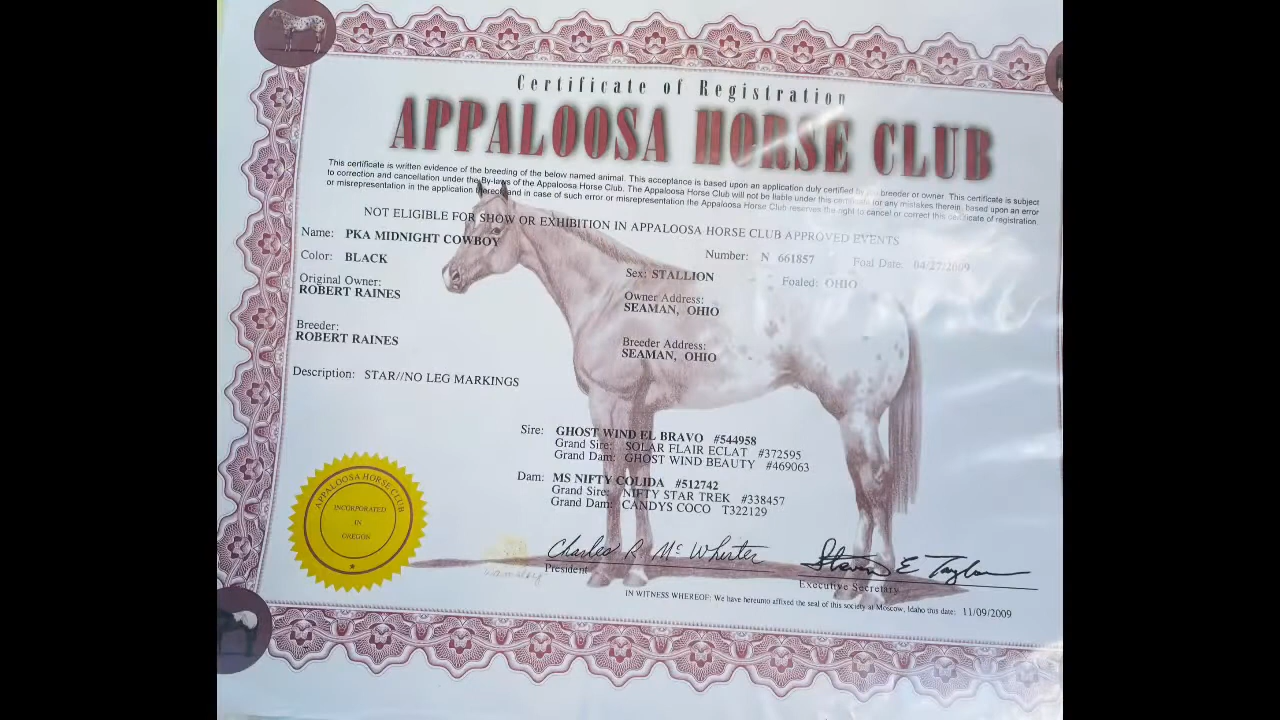 Certificate of Registration
APPALOOSA HORSE CLUB
This certificate is written evidence of the breeding of the below named animal. This acceptance is based upon an application duly certified by the breeder or owner. This certificate is subject
to correction and cancellation under the By-laws of the Appaloosa Horse Club. The Appaloosa Horse Club will not be liable under this certificate for any mistakes therein, based upon an error
or misrepresentation in the application thereof, and in case of such error or misrepresentation the Appaloosa Horse Club reserves the right to cancel or correct this certificate of registration.
NOT ELIGIBLE FOR SHOW OR EXHIBITION IN APPALOOSA HORSE CLUB APPROVED EVENTS
Name: PKA MIDNIGHT COWBOY Number: N 661857 Foal Date: 04/27/2009
Color: BLACK Sex: STALLION Foaled: OHIO
Original Owner: Owner Address:
ROBERT RAINES SEAMAN, OHIO
Breeder: Breeder Address:
ROBERT RAINES SEAMAN, OHIO
Description: STAR//NO LEG MARKINGS
Sire: GHOST WIND EL BRAVO #544958
Grand Sire: SOLAR FLAIR ECLAT #372595
Grand Dam: GHOST WIND BEAUTY #469063
Dam: MS NIFTY COLIDA #512742
Grand Sire: NIFTY STAR TREK #338457
Grand Dam: CANDYS COCO T322129
APPALOOSA HORSE CLUB
INCORPORATED
IN
OREGON
Charles R. McWhirter Steven E Taylor
President Executive Secretary
IN WITNESS WHEREOF: We have hereunto affixed the seal of this society at Moscow, Idaho this date: 11/09/2009